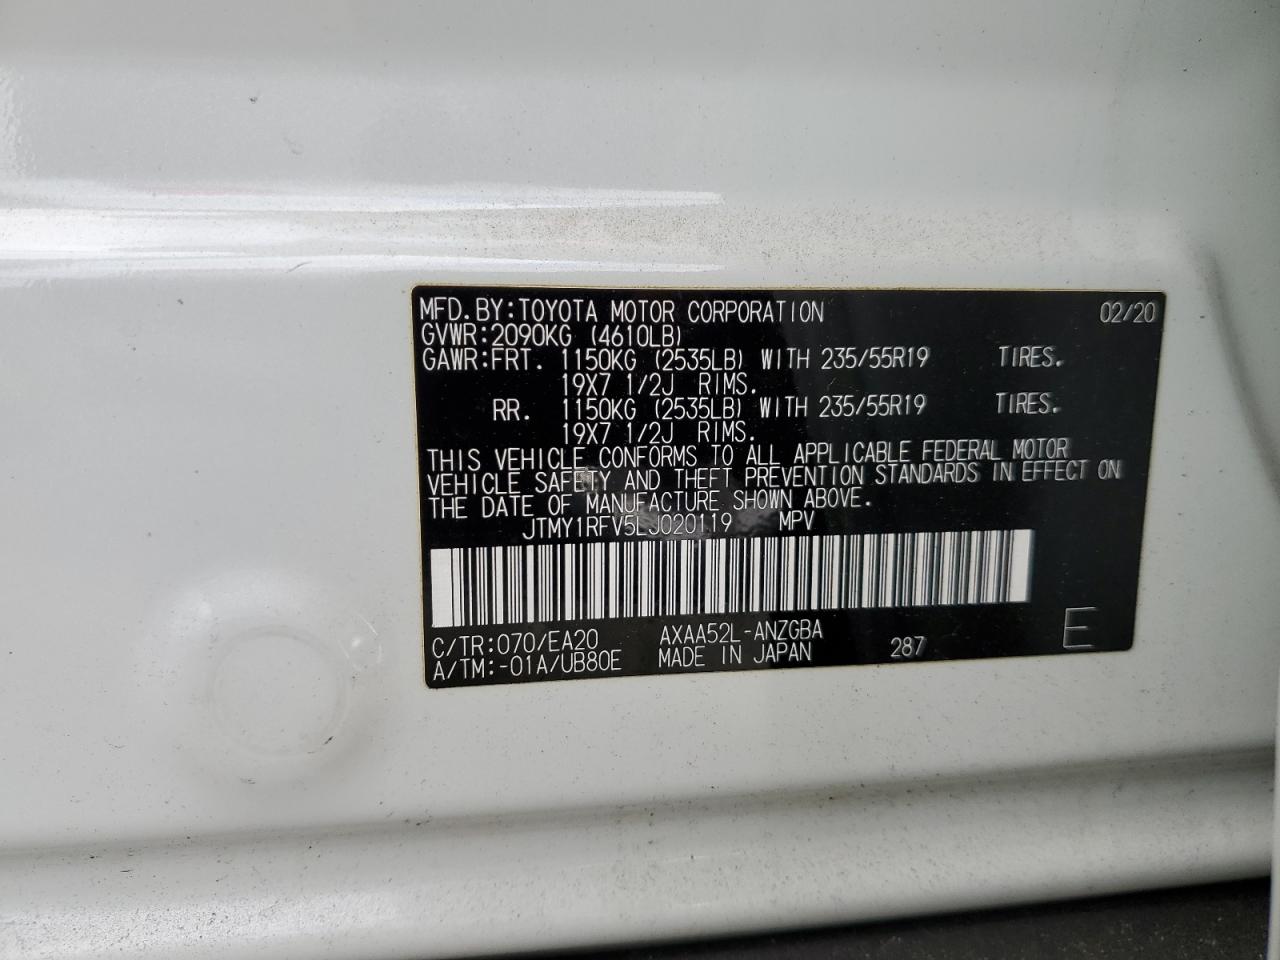 MFD.BY:TOYOTA MOTOR CORPORATION 02/20
GVWR:2090KG (4610LB)
GAWR:FRT. 1150KG (2535LB) WITH 235/55R19 TIRES.
19X7 1/2J RIMS.
RR. 1150KG (2535LB) WITH 235/55R19 TIRES.
19X7 1/2J RIMS.
THIS VEHICLE CONFORMS TO ALL APPLICABLE FEDERAL MOTOR
VEHICLE SAFETY AND THEFT PREVENTION STANDARDS IN EFFECT ON
THE DATE OF MANUFACTURE SHOWN ABOVE.
JTMY1RFV5LJ020119 MPV
C/TR:070/EA20 AXAA52L-ANZGBA
A/TM:-01A/UB80E MADE IN JAPAN 287 E